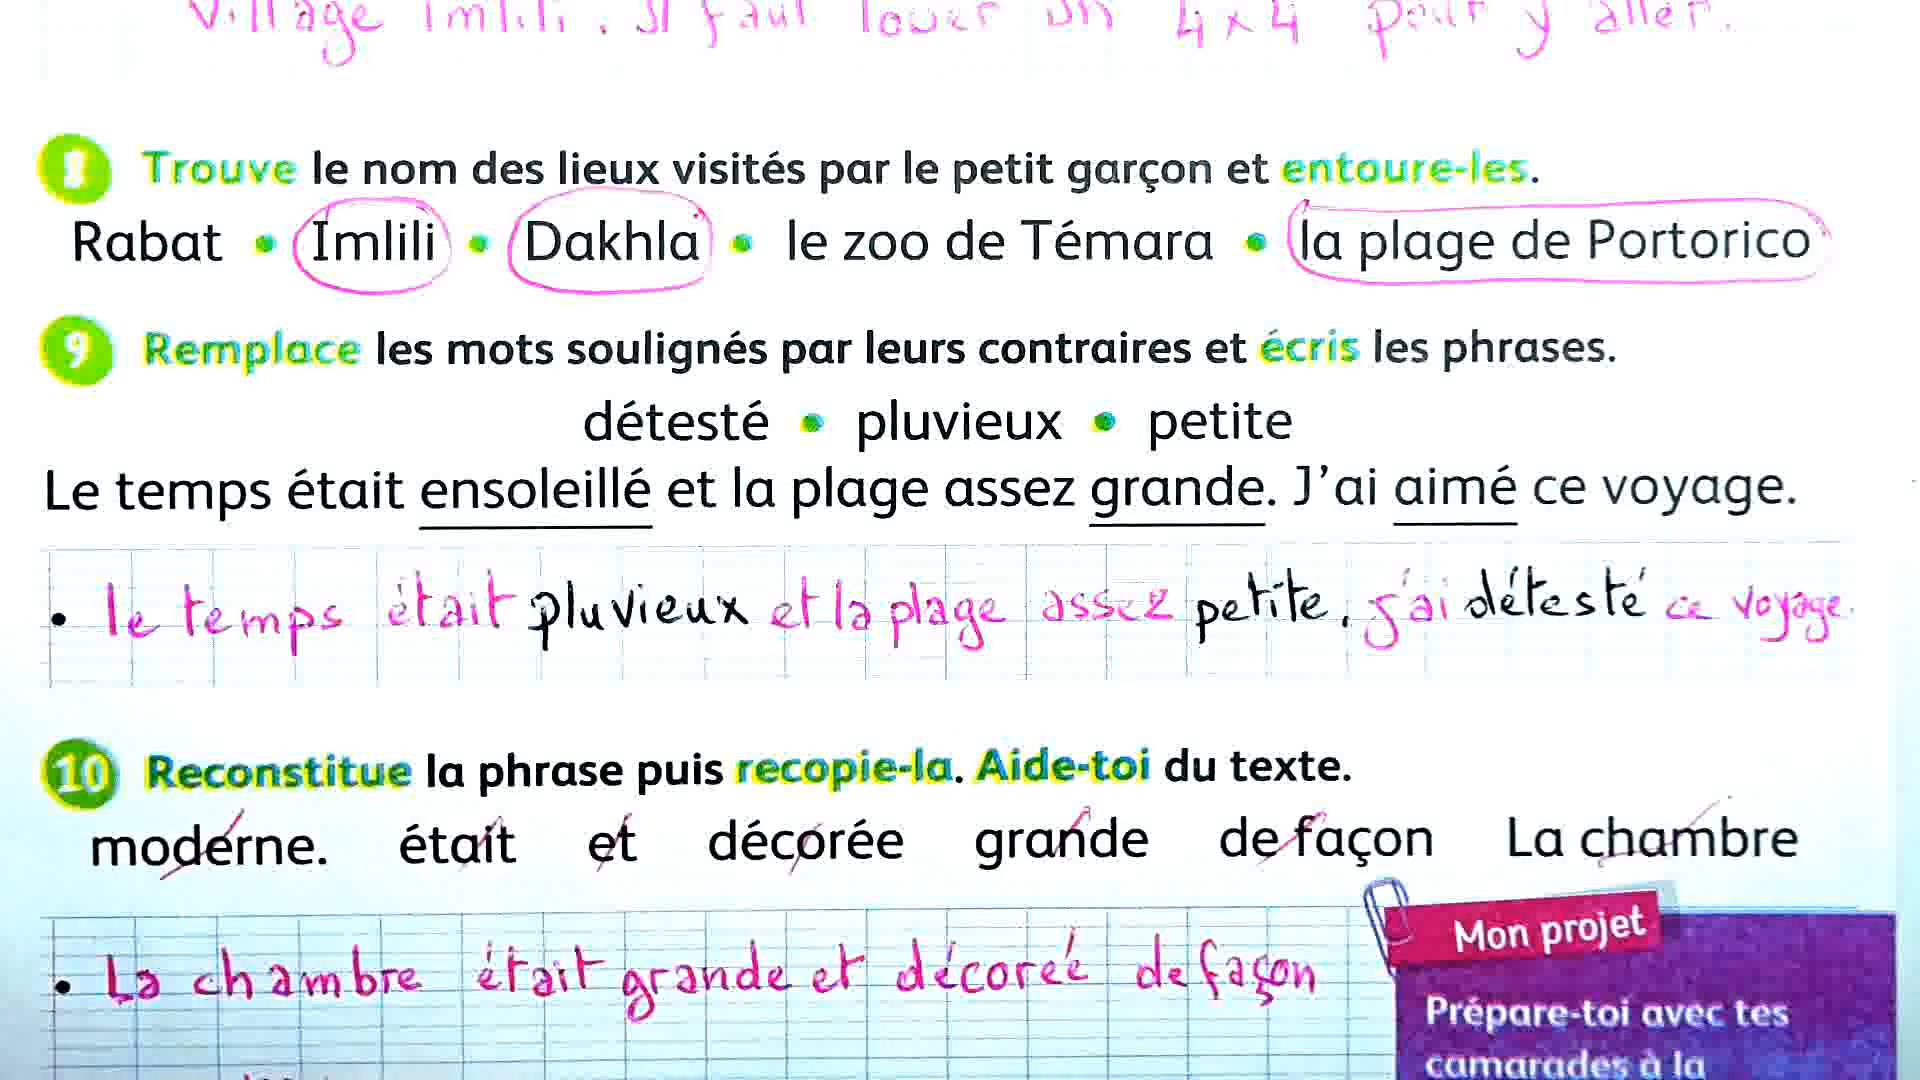 village Imlili. Il faut louer un 4x4 pour y aller.
8 Trouve le nom des lieux visités par le petit garçon et entoure-les.
Rabat • Imlili • Dakhla • le zoo de Témara • la plage de Portorico
9 Remplace les mots soulignés par leurs contraires et écris les phrases.
détesté • pluvieux • petite
Le temps était ensoleillé et la plage assez grande. J'ai aimé ce voyage.
• le temps était pluvieux et la plage assez petite, j'ai détesté ce voyage.
10 Reconstitue la phrase puis recopie-la. Aide-toi du texte.
moderne. était et décorée grande de façon La chambre
• La chambre était grande et décorée de façon
Mon projet
Prépare-toi avec tes
camarades à la